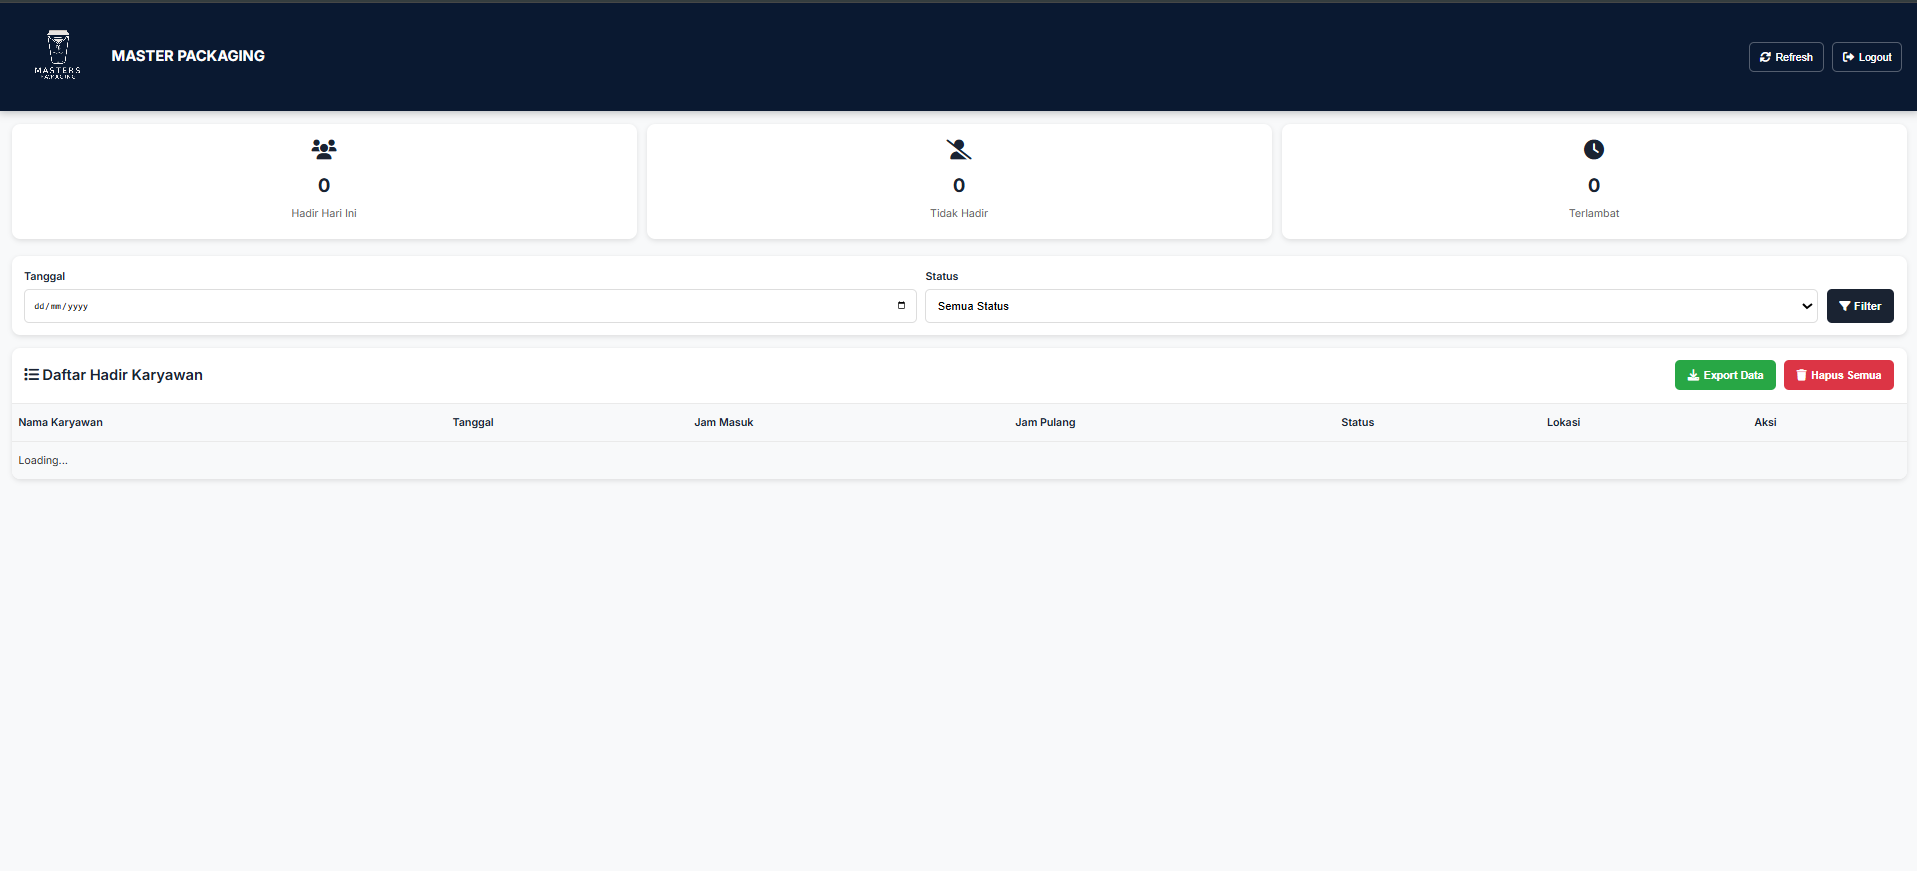 MASTERS
PACKAGING
MASTER PACKAGING
Refresh
Logout
0
Hadir Hari Ini
0
Tidak Hadir
0
Terlambat
Tanggal
dd/mm/yyyy
Status
Semua Status
Filter
Daftar Hadir Karyawan
Export Data
Hapus Semua
Nama Karyawan Tanggal Jam Masuk Jam Pulang Status Lokasi Aksi
Loading...